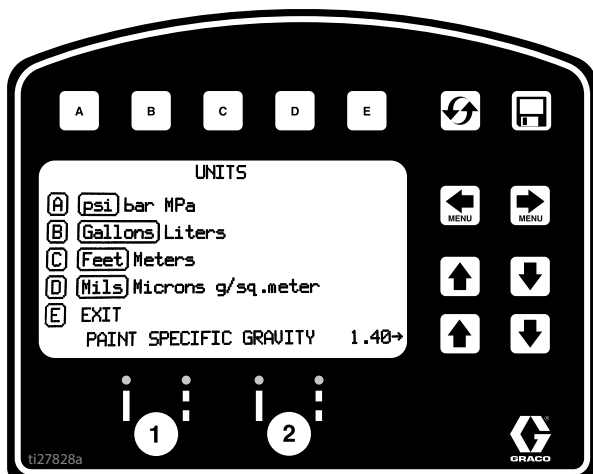 A B C D E
UNITS
A psi bar MPa
B Gallons Liters
C Feet Meters
D Mils Microns g/sq.meter
E EXIT
PAINT SPECIFIC GRAVITY 1.40→
MENU MENU
1 2
ti27828a
G
GRACO